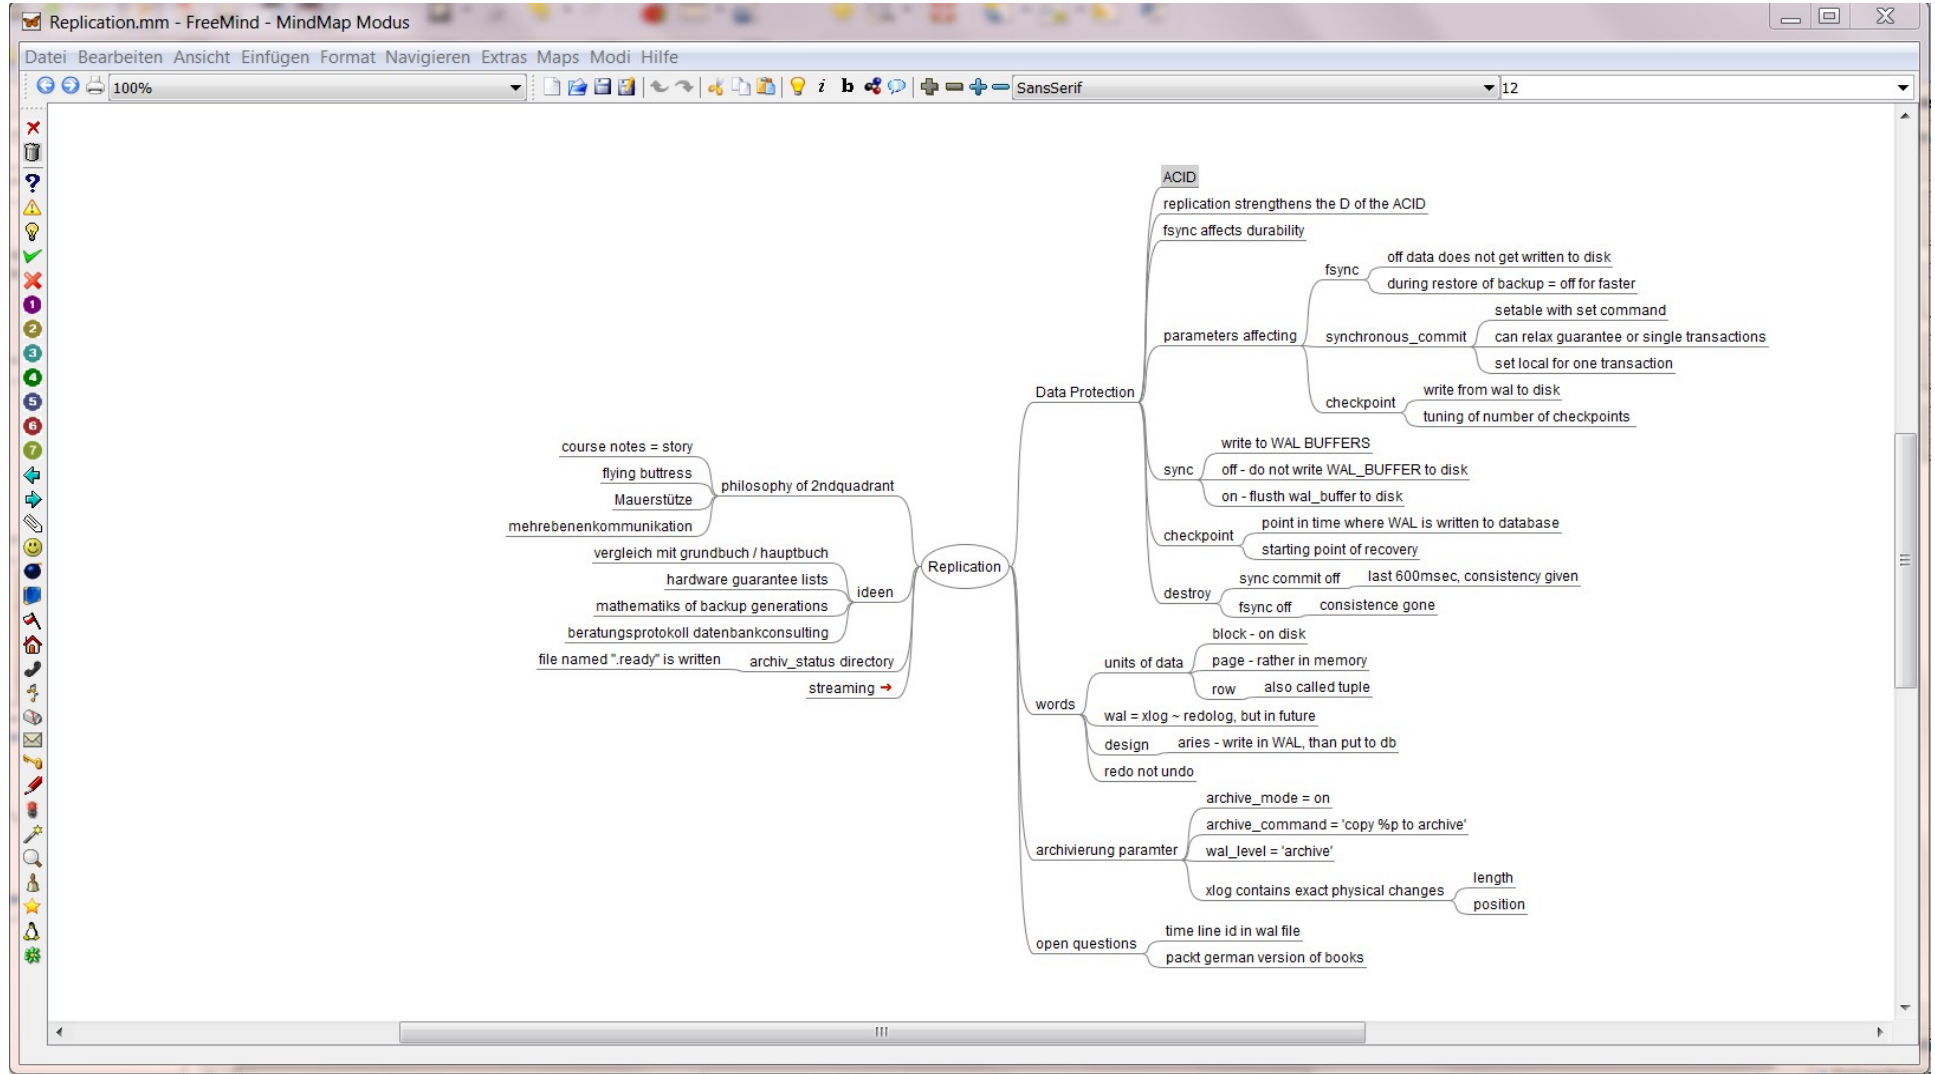 Replication.mm - FreeMind - MindMap Modus
Datei Bearbeiten Ansicht Einfügen Format Navigieren Extras Maps Modi Hilfe
100%
i b
SansSerif
12
?
1
2
3
4
5
6
7
course notes = story
flying buttress
Mauerstütze
mehrebenenkommunikation
philosophy of 2ndquadrant
vergleich mit grundbuch / hauptbuch
hardware guarantee lists
mathematiks of backup generations
beratungsprotokoll datenbankconsulting
ideen
file named ".ready" is written
archiv_status directory
streaming
Replication
Data Protection
ACID
replication strengthens the D of the ACID
fsync affects durability
parameters affecting
fsync
off data does not get written to disk
during restore of backup = off for faster
synchronous_commit
setable with set command
can relax guarantee or single transactions
set local for one transaction
checkpoint
write from wal to disk
tuning of number of checkpoints
sync
write to WAL BUFFERS
off - do not write WAL_BUFFER to disk
on - flusth wal_buffer to disk
checkpoint
point in time where WAL is written to database
starting point of recovery
destroy
sync commit off
last 600msec, consistency given
fsync off
consistence gone
words
units of data
block - on disk
page - rather in memory
row
also called tuple
wal = xlog ~ redolog, but in future
design
aries - write in WAL, than put to db
redo not undo
archivierung paramter
archive_mode = on
archive_command = 'copy %p to archive'
wal_level = 'archive'
xlog contains exact physical changes
length
position
open questions
time line id in wal file
packt german version of books